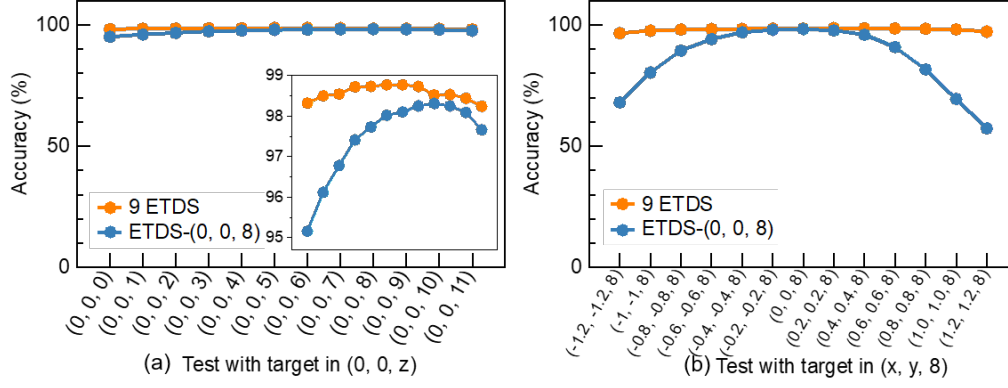 100
50
0
Accuracy (%)
99
98
97
96
95
9 ETDS
ETDS-(0, 0, 8)
(0, 0, 0)
(0, 0, 1)
(0, 0, 2)
(0, 0, 3)
(0, 0, 4)
(0, 0, 5)
(0, 0, 6)
(0, 0, 7)
(0, 0, 8)
(0, 0, 9)
(0, 0, 10)
(0, 0, 11)
(a) Test with target in (0, 0, z)
100
50
0
Accuracy (%)
9 ETDS
ETDS-(0, 0, 8)
(-1.2, -1.2, 8)
(-1, -1, 8)
(-0.8, -0.8, 8)
(-0.6, -0.6, 8)
(-0.4, -0.4, 8)
(-0.2, -0.2, 8)
(0, 0, 8)
(0.2, 0.2, 8)
(0.4, 0.4, 8)
(0.6, 0.6, 8)
(0.8, 0.8, 8)
(1.0, 1.0, 8)
(1.2, 1.2, 8)
(b) Test with target in (x, y, 8)